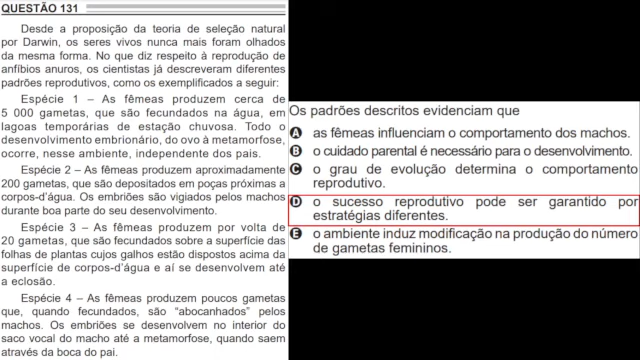 QUESTÃO 131
Desde a proposição da teoria de seleção natural
por Darwin, os seres vivos nunca mais foram olhados
da mesma forma. No que diz respeito à reprodução de
anfíbios anuros, os cientistas já descreveram diferentes
padrões reprodutivos, como os exemplificados a seguir:
Espécie 1 – As fêmeas produzem cerca de
5 000 gametas, que são fecundados na água, em
lagoas temporárias de estação chuvosa. Todo o
desenvolvimento embrionário, do ovo à metamorfose,
ocorre, nesse ambiente, independente dos pais.
Espécie 2 – As fêmeas produzem aproximadamente
200 gametas, que são depositados em poças próximas a
corpos-d’água. Os embriões são vigiados pelos machos
durante boa parte do seu desenvolvimento.
Espécie 3 – As fêmeas produzem por volta de
20 gametas, que são fecundados sobre a superfície das
folhas de plantas cujos galhos estão dispostos acima da
superfície de corpos-d’água e aí se desenvolvem até
a eclosão.
Espécie 4 – As fêmeas produzem poucos gametas
que, quando fecundados, são “abocanhados” pelos
machos. Os embriões se desenvolvem no interior do
saco vocal do macho até a metamorfose, quando saem
através da boca do pai.
Os padrões descritos evidenciam que
A as fêmeas influenciam o comportamento dos machos.
B o cuidado parental é necessário para o desenvolvimento.
C o grau de evolução determina o comportamento
reprodutivo.
D o sucesso reprodutivo pode ser garantido por
estratégias diferentes.
E o ambiente induz modificação na produção do número
de gametas femininos.